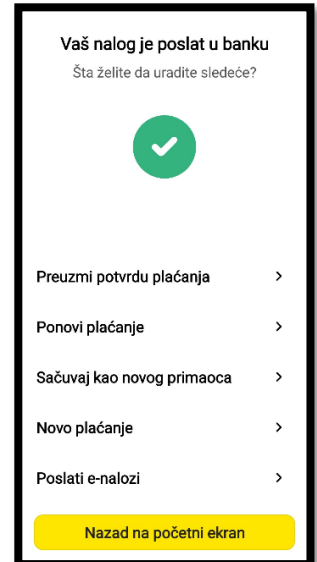 Vaš nalog je poslat u banku
Šta želite da uradite sledeće?
Preuzmi potvrdu plaćanja
Ponovi plaćanje
Sačuvaj kao novog primaoca
Novo plaćanje
Poslati e-nalozi
Nazad na početni ekran